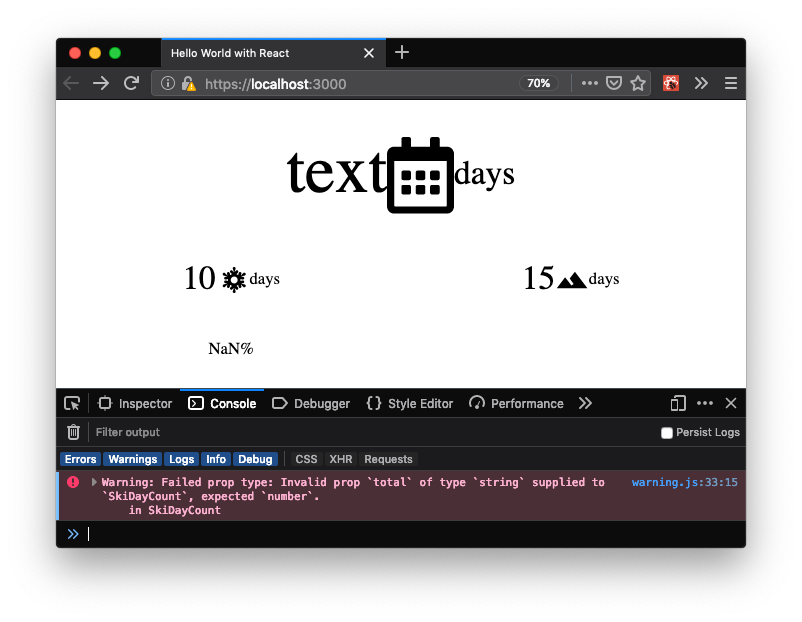 Hello World with React
https://localhost:3000
70%
text days
10 days
15 days
NaN%
Inspector Console Debugger {} Style Editor Performance
Filter output
Persist Logs
Errors Warnings Logs Info Debug CSS XHR Requests
Warning: Failed prop type: Invalid prop `total` of type `string` supplied to warning.js:33:15
`SkiDayCount`, expected `number`.
in SkiDayCount